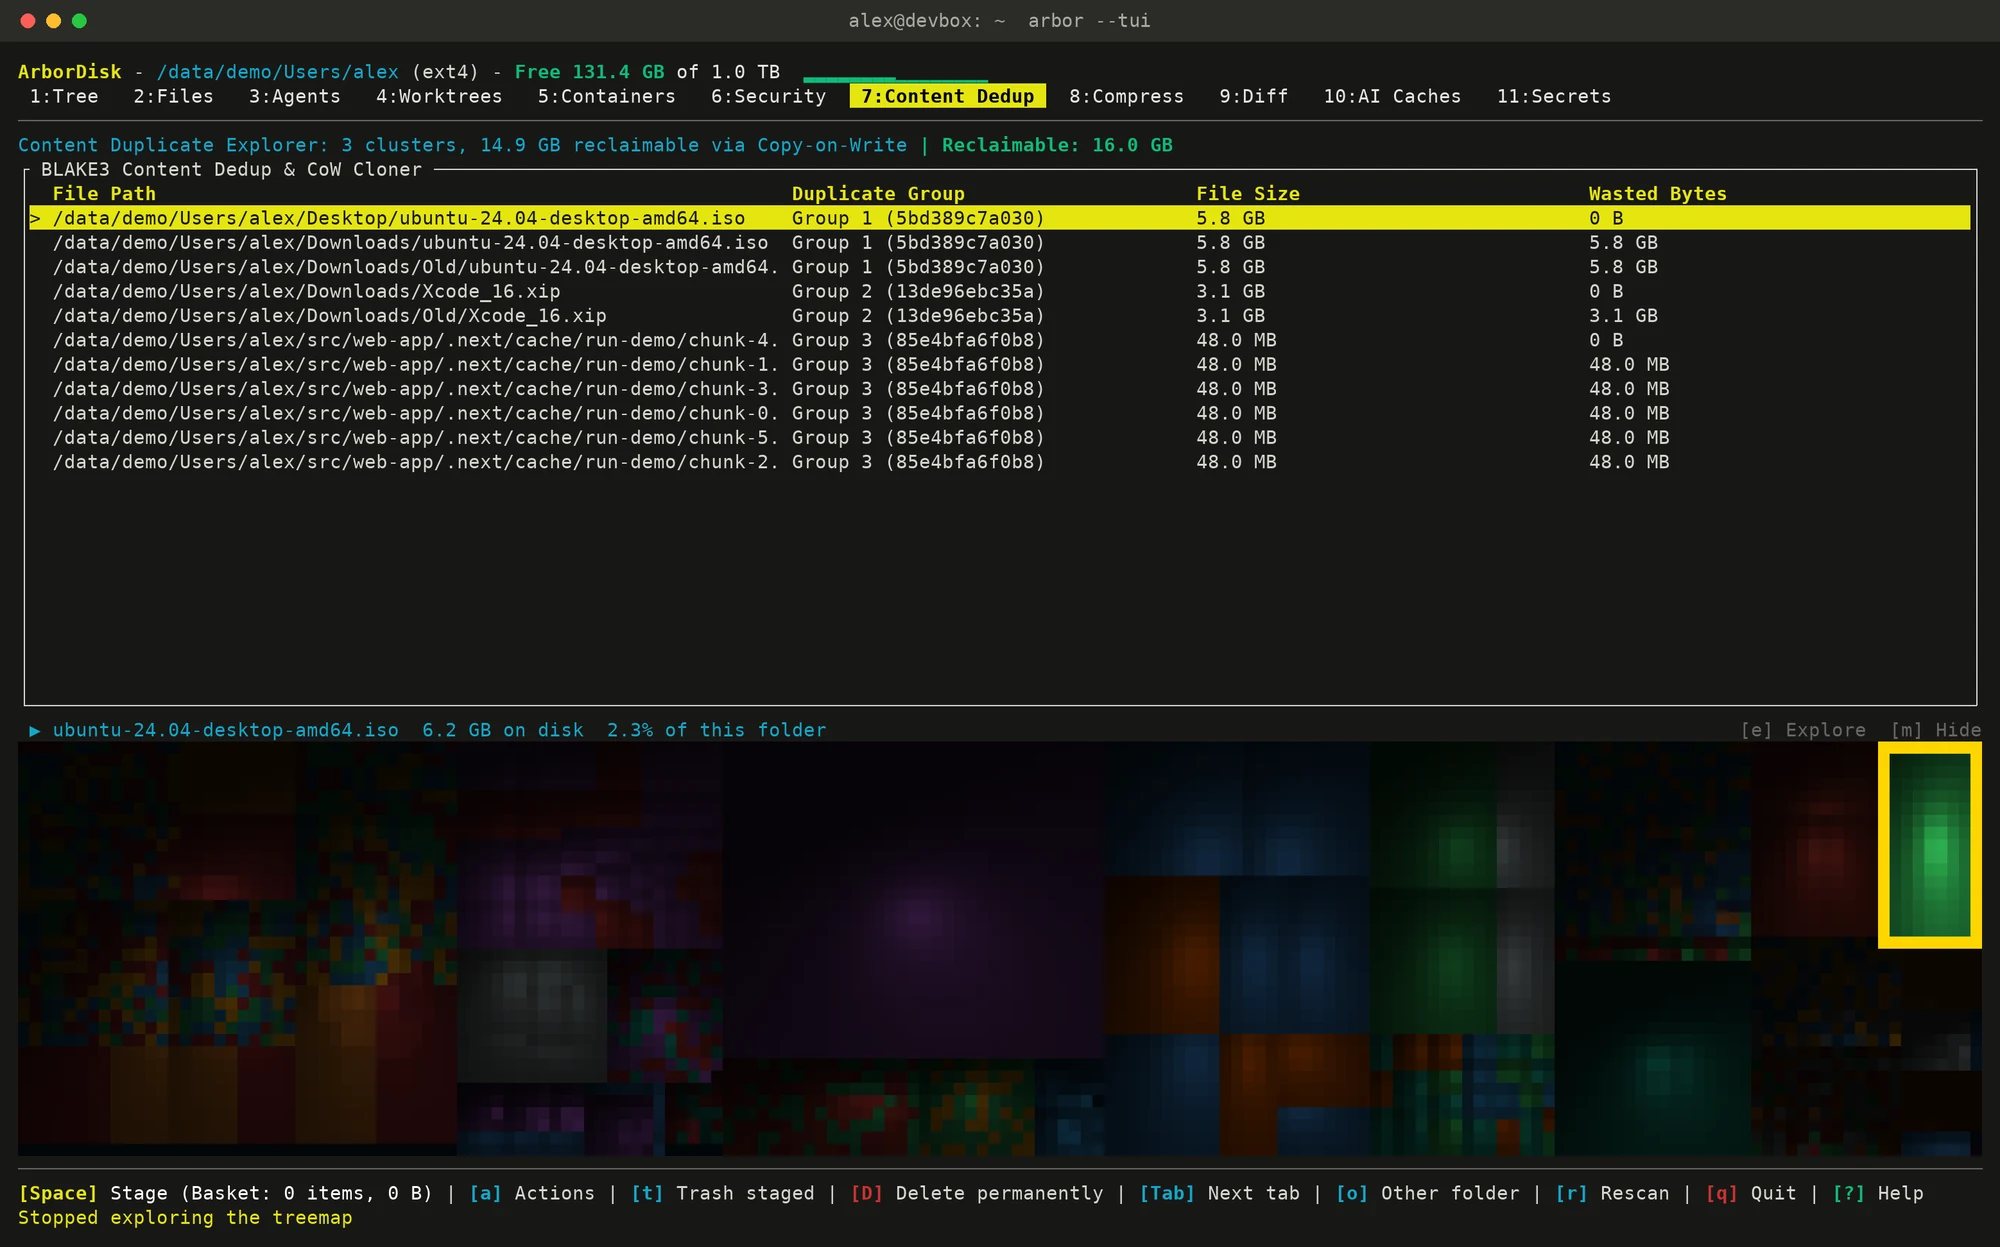 alex@devbox: ~  arbor --tui
ArborDisk - /data/demo/Users/alex (ext4) - Free 131.4 GB of 1.0 TB
1:Tree   2:Files   3:Agents   4:Worktrees   5:Containers   6:Security   7:Content Dedup   8:Compress   9:Diff   10:AI Caches   11:Secrets
Content Duplicate Explorer: 3 clusters, 14.9 GB reclaimable via Copy-on-Write | Reclaimable: 16.0 GB
BLAKE3 Content Dedup & CoW Cloner
File Path   Duplicate Group   File Size   Wasted Bytes
> /data/demo/Users/alex/Desktop/ubuntu-24.04-desktop-amd64.iso   Group 1 (5bd389c7a030)   5.8 GB   0 B
/data/demo/Users/alex/Downloads/ubuntu-24.04-desktop-amd64.iso   Group 1 (5bd389c7a030)   5.8 GB   5.8 GB
/data/demo/Users/alex/Downloads/Old/ubuntu-24.04-desktop-amd64.   Group 1 (5bd389c7a030)   5.8 GB   5.8 GB
/data/demo/Users/alex/Downloads/Xcode_16.xip   Group 2 (13de96ebc35a)   3.1 GB   0 B
/data/demo/Users/alex/Downloads/Old/Xcode_16.xip   Group 2 (13de96ebc35a)   3.1 GB   3.1 GB
/data/demo/Users/alex/src/web-app/.next/cache/run-demo/chunk-4.   Group 3 (85e4bfa6f0b8)   48.0 MB   0 B
/data/demo/Users/alex/src/web-app/.next/cache/run-demo/chunk-1.   Group 3 (85e4bfa6f0b8)   48.0 MB   48.0 MB
/data/demo/Users/alex/src/web-app/.next/cache/run-demo/chunk-3.   Group 3 (85e4bfa6f0b8)   48.0 MB   48.0 MB
/data/demo/Users/alex/src/web-app/.next/cache/run-demo/chunk-0.   Group 3 (85e4bfa6f0b8)   48.0 MB   48.0 MB
/data/demo/Users/alex/src/web-app/.next/cache/run-demo/chunk-5.   Group 3 (85e4bfa6f0b8)   48.0 MB   48.0 MB
/data/demo/Users/alex/src/web-app/.next/cache/run-demo/chunk-2.   Group 3 (85e4bfa6f0b8)   48.0 MB   48.0 MB
▶ ubuntu-24.04-desktop-amd64.iso  6.2 GB on disk  2.3% of this folder   [e] Explore  [m] Hide
[Space] Stage (Basket: 0 items, 0 B) | [a] Actions | [t] Trash staged | [D] Delete permanently | [Tab] Next tab | [o] Other folder | [r] Rescan | [q] Quit | [?] Help
Stopped exploring the treemap